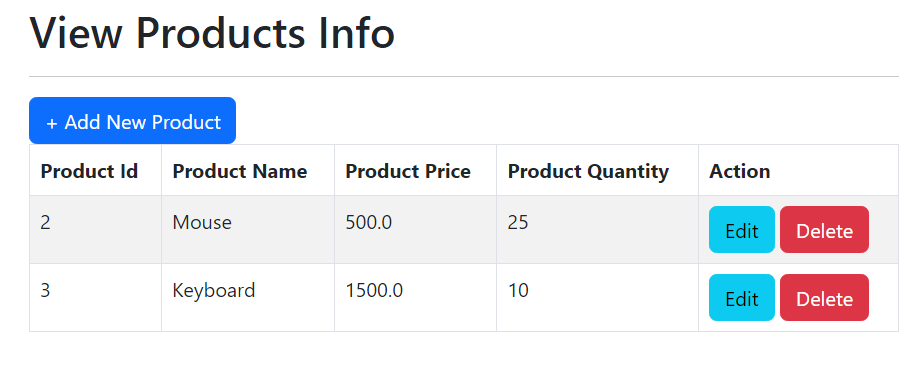 View Products Info
+ Add New Product
Product Id Product Name Product Price Product Quantity Action
2 Mouse 500.0 25 Edit Delete
3 Keyboard 1500.0 10 Edit Delete